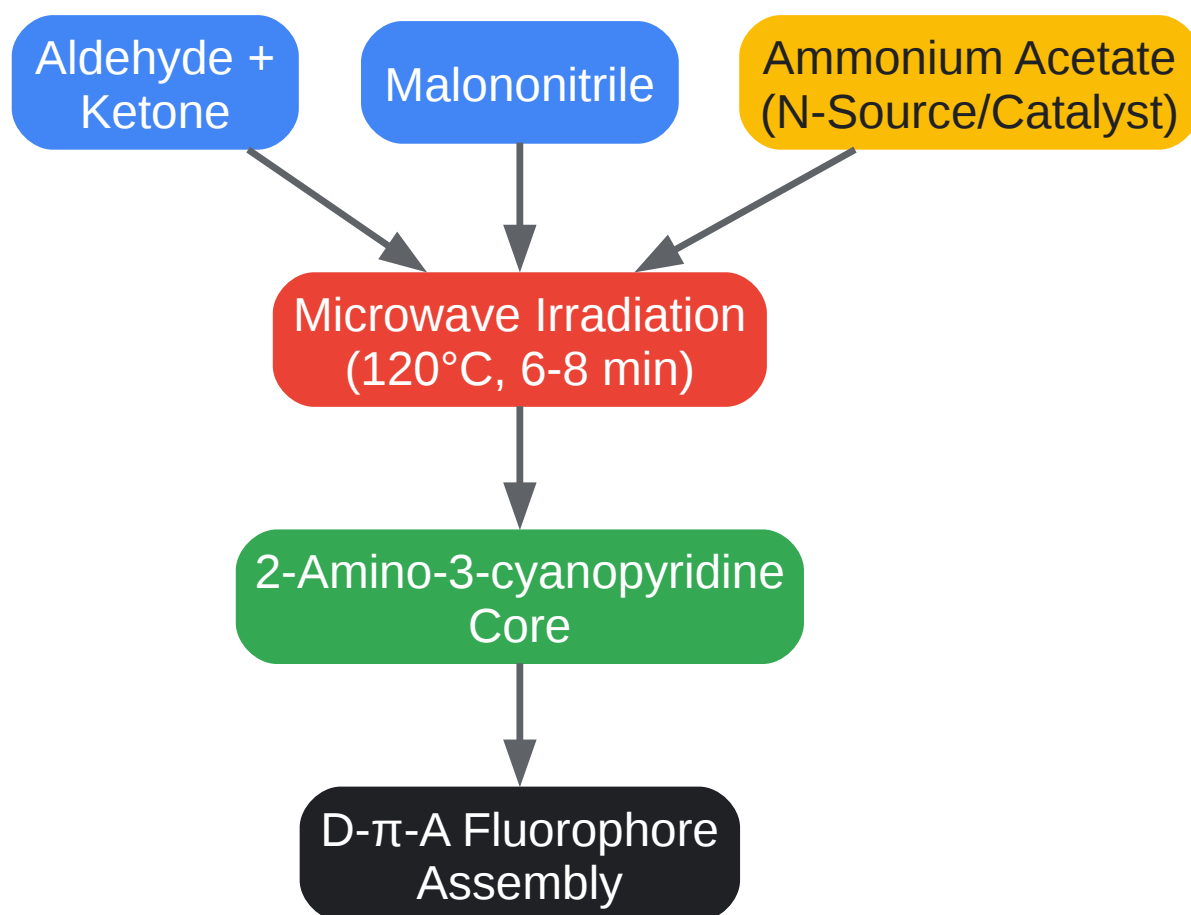 Aldehyde +
Ketone
Malononitrile
Ammonium Acetate
(N-Source/Catalyst)
Microwave Irradiation
(120°C, 6-8 min)
2-Amino-3-cyanopyridine
Core
D-π-A Fluorophore
Assembly